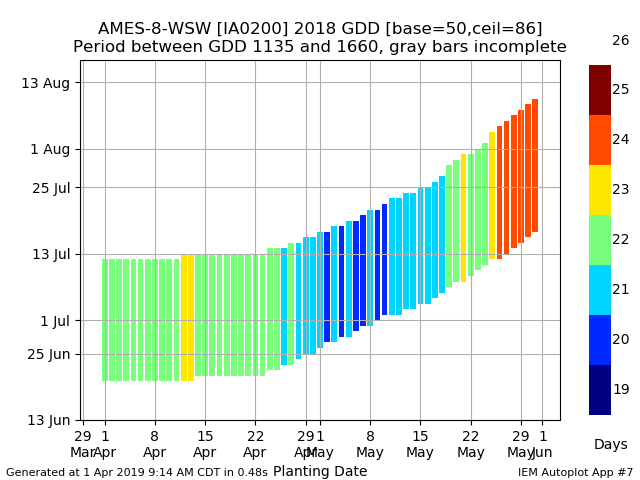 AMES-8-WSW [IA0200] 2018 GDD [base=50,ceil=86]
Period between GDD 1135 and 1660, gray bars incomplete
13 Aug
1 Aug
25 Jul
13 Jul
1 Jul
25 Jun
13 Jun
29 Mar
1 Apr
8 Apr
15 Apr
22 Apr
29 Apr
1 May
8 May
15 May
22 May
29 May
1 Jun
Planting Date
26
25
24
23
22
21
20
19
Days
Generated at 1 Apr 2019 9:14 AM CDT in 0.48s
IEM Autoplot App #7